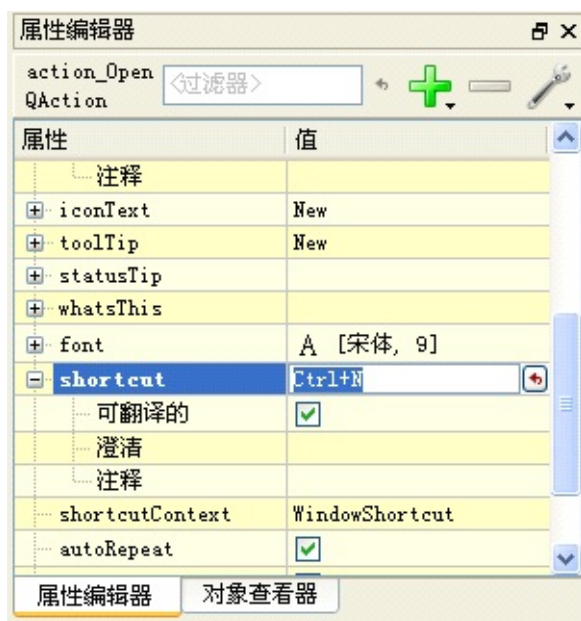 属性编辑器
action_Open
QAction
<过滤器>
属性 值
注释
iconText New
toolTip New
statusTip
whatsThis
font A [宋体, 9]
shortcut Ctrl+N
可翻译的
澄清
注释
shortcutContext WindowShortcut
autoRepeat
属性编辑器 对象查看器